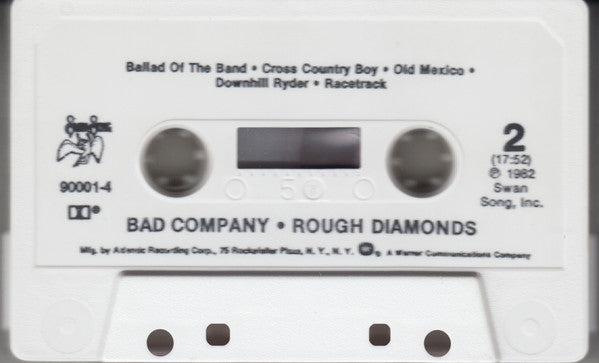 Ballad Of The Band • Cross Country Boy • Old Mexico •
Downhill Ryder • Racetrack
2
(17:52)
90001-4
℗ 1982
Swan
Song, Inc.
BAD COMPANY • ROUGH DIAMONDS
Mfg. by Atlantic Recording Corp., 75 Rockefeller Plaza, N. Y., N. Y. ® A Warner Communications Company